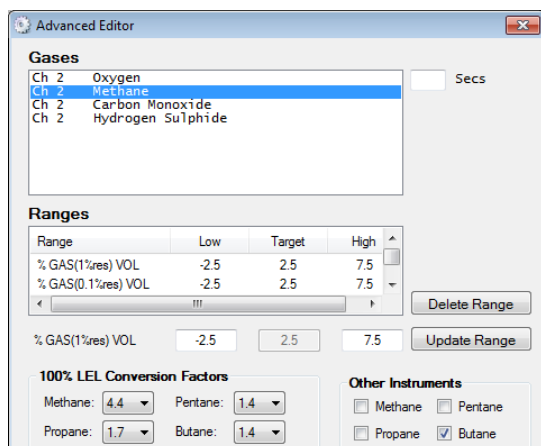 Advanced Editor
Gases
Ch 2 Oxygen
Ch 2 Methane
Ch 2 Carbon Monoxide
Ch 2 Hydrogen Sulphide
Secs
Ranges
Range Low Target High
% GAS(1%res) VOL -2.5 2.5 7.5
% GAS(0.1%res) VOL -2.5 2.5 7.5
Delete Range
% GAS(1%res) VOL -2.5 2.5 7.5 Update Range
100% LEL Conversion Factors
Methane: 4.4 Pentane: 1.4
Propane: 1.7 Butane: 1.4
Other Instruments
Methane Pentane
Propane Butane